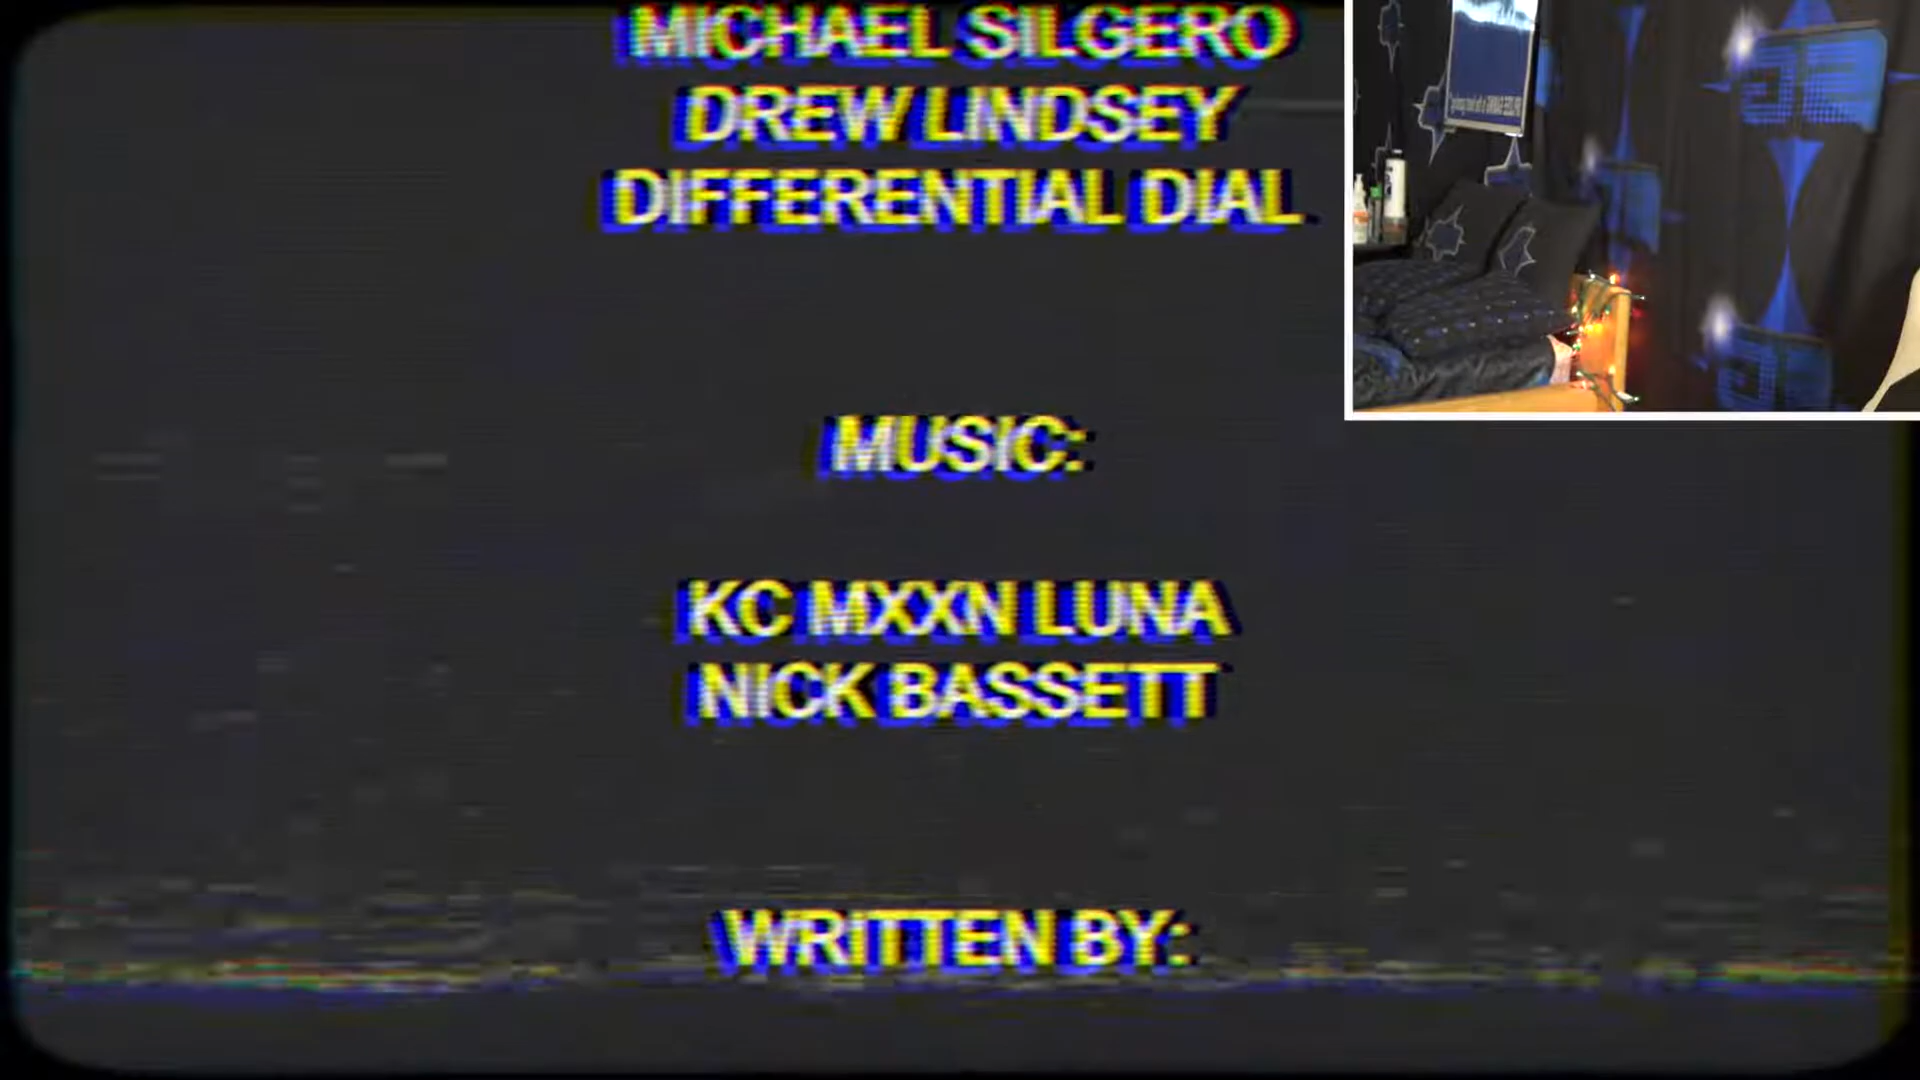 MICHAEL SILGERO
DREW LINDSEY
DIFFERENTIAL DIAL
MUSIC:
KC MXXN LUNA
NICK BASSETT
WRITTEN BY: